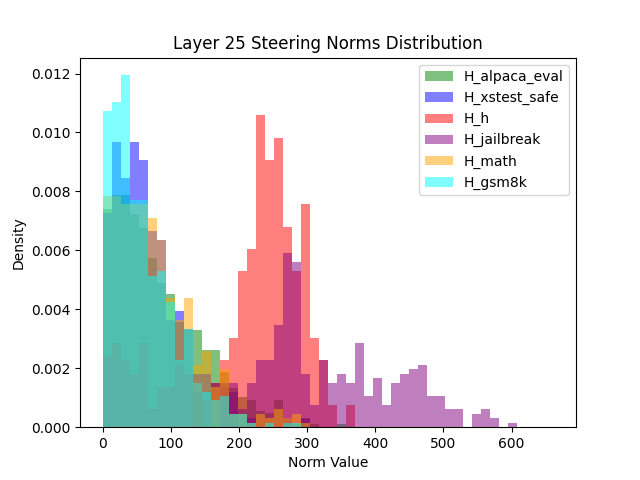 Layer 25 Steering Norms Distribution
H_alpaca_eval
H_xstest_safe
H_h
H_jailbreak
H_math
H_gsm8k
Density
0.012
0.010
0.008
0.006
0.004
0.002
0.000
0 100 200 300 400 500 600
Norm Value